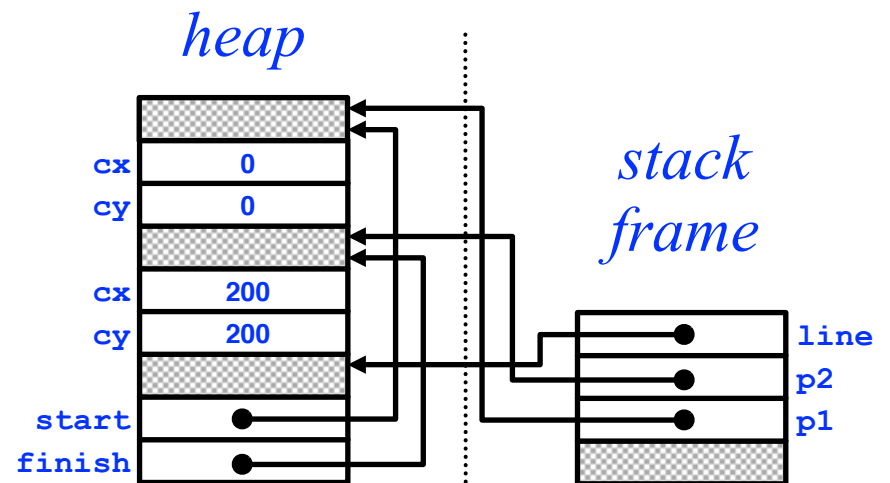 heap
cx 0
cy 0
cx 200
cy 200
start
finish
stack
frame
line
p2
p1